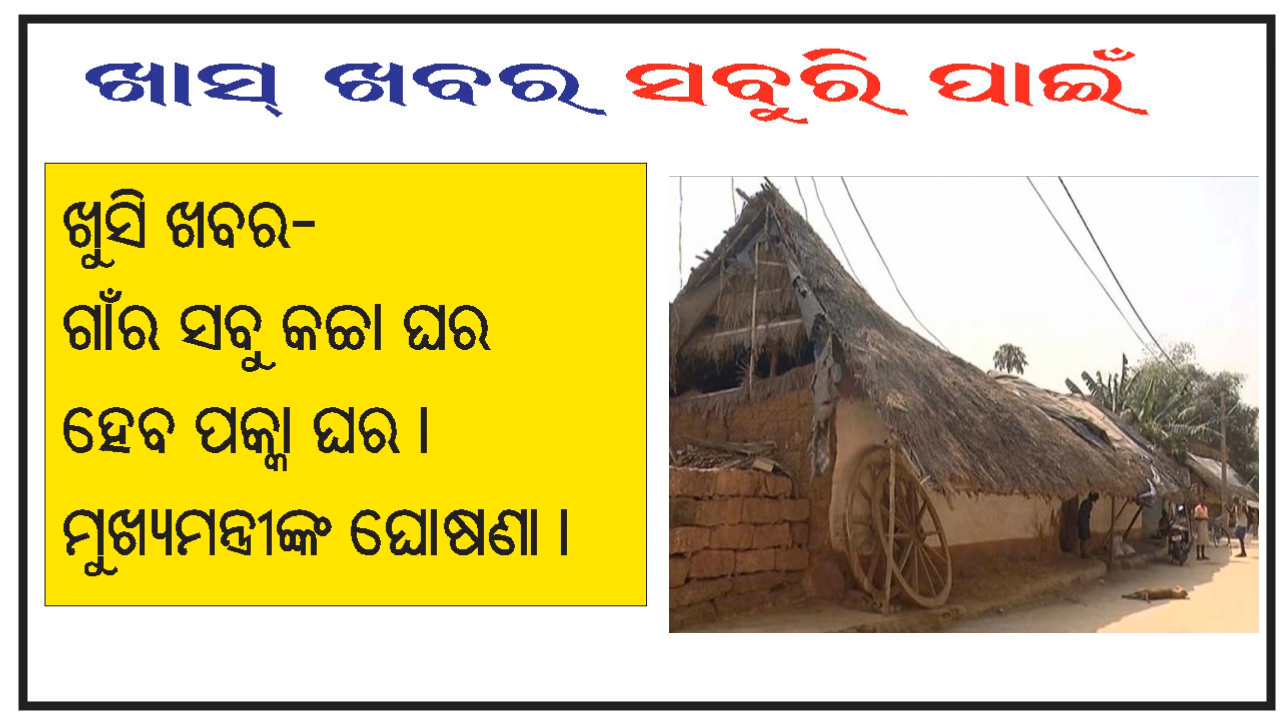 ଖାସ୍ ଖବର ସବୁରି ପାଇଁ
ଖୁସି ଖବର-
ଗାଁର ସବୁ କଚ୍ଚା ଘର
ହେବ ପକ୍କା ଘର ।
ମୁଖ୍ୟମନ୍ତ୍ରୀଙ୍କ ଘୋଷଣା ।